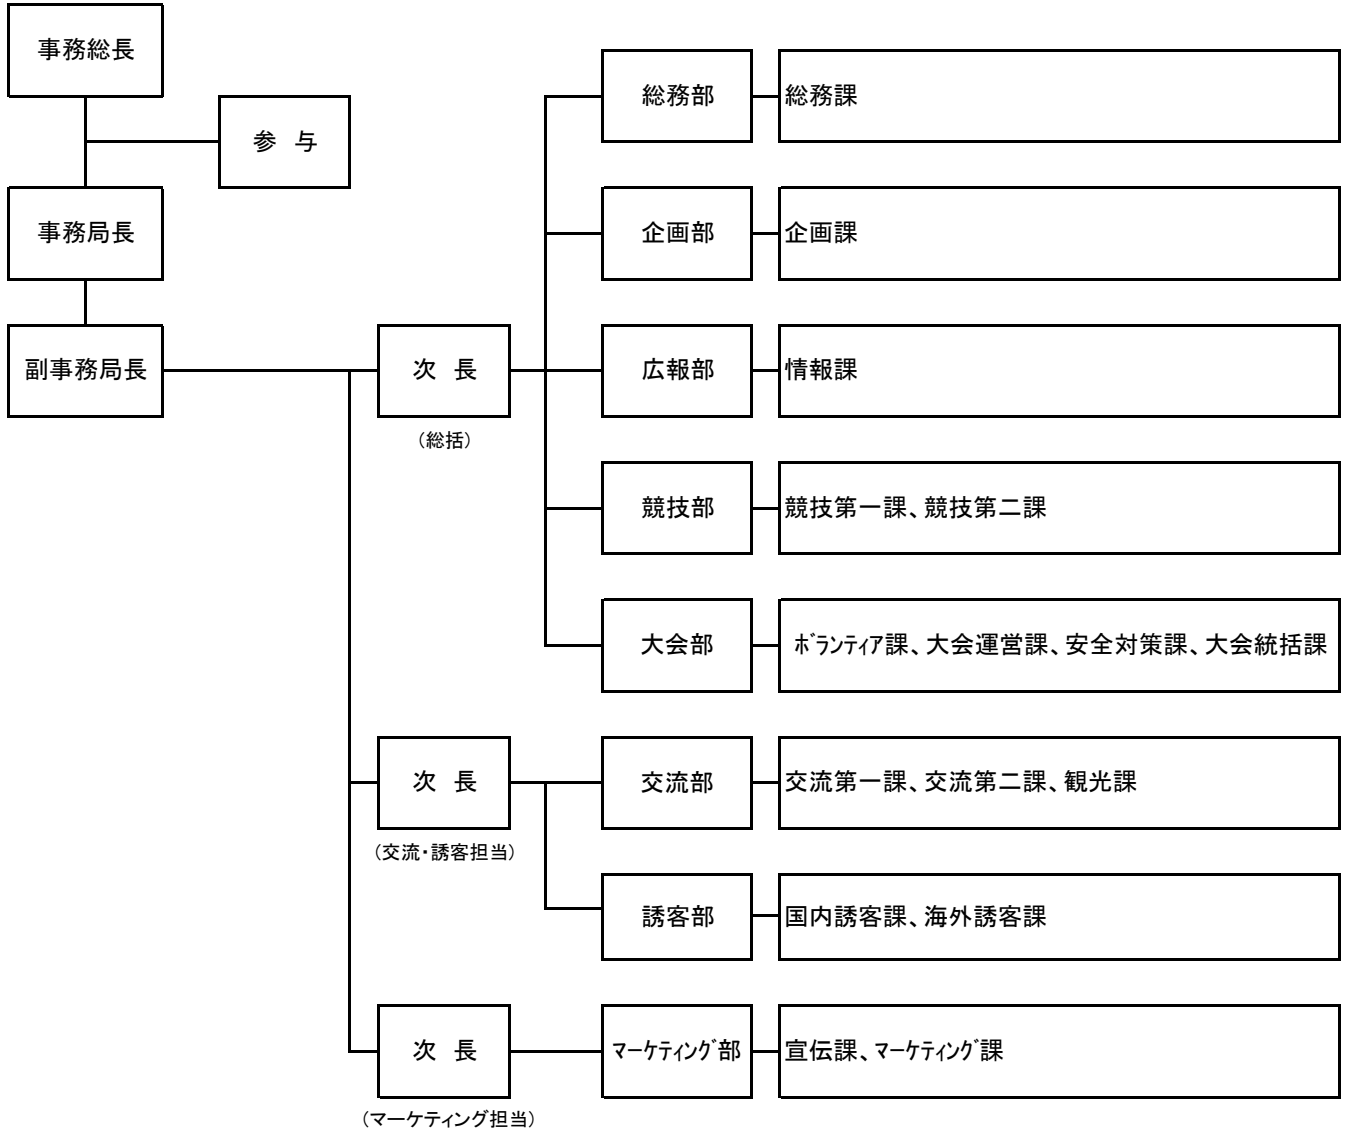 事務総長
参　与
事務局長
副事務局長
次　長
（総括）
総務部
総務課
企画部
企画課
広報部
情報課
競技部
競技第一課、競技第二課
大会部
ﾎﾞﾗﾝﾃｨｱ課、大会運営課、安全対策課、大会統括課
次　長
（交流・誘客担当）
交流部
交流第一課、交流第二課、観光課
誘客部
国内誘客課、海外誘客課
次　長
（マーケティング担当）
ﾏｰｹﾃｨﾝｸﾞ部
宣伝課、ﾏｰｹﾃｨﾝｸﾞ課